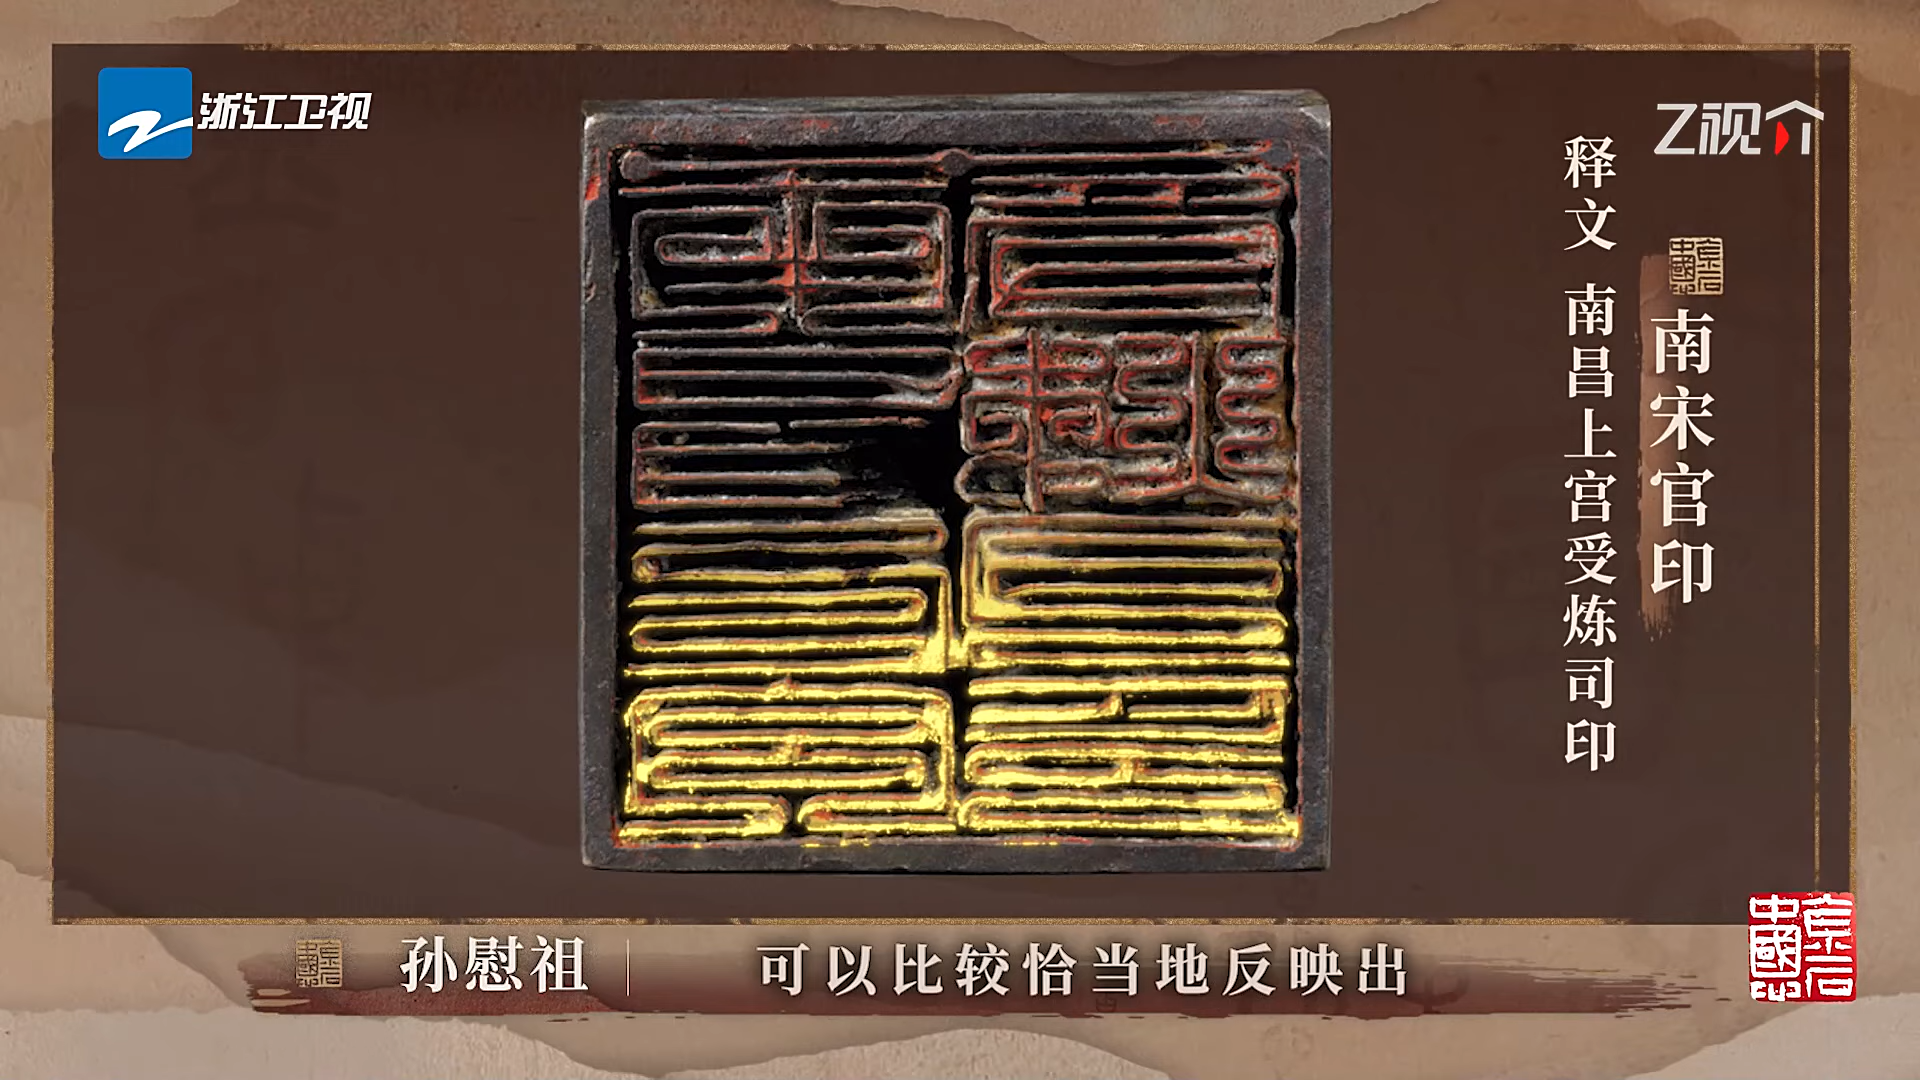 浙江卫视
Z视介
南宋官印
释文 南昌上宫受炼司印
孙慰祖
可以比较恰当地反映出